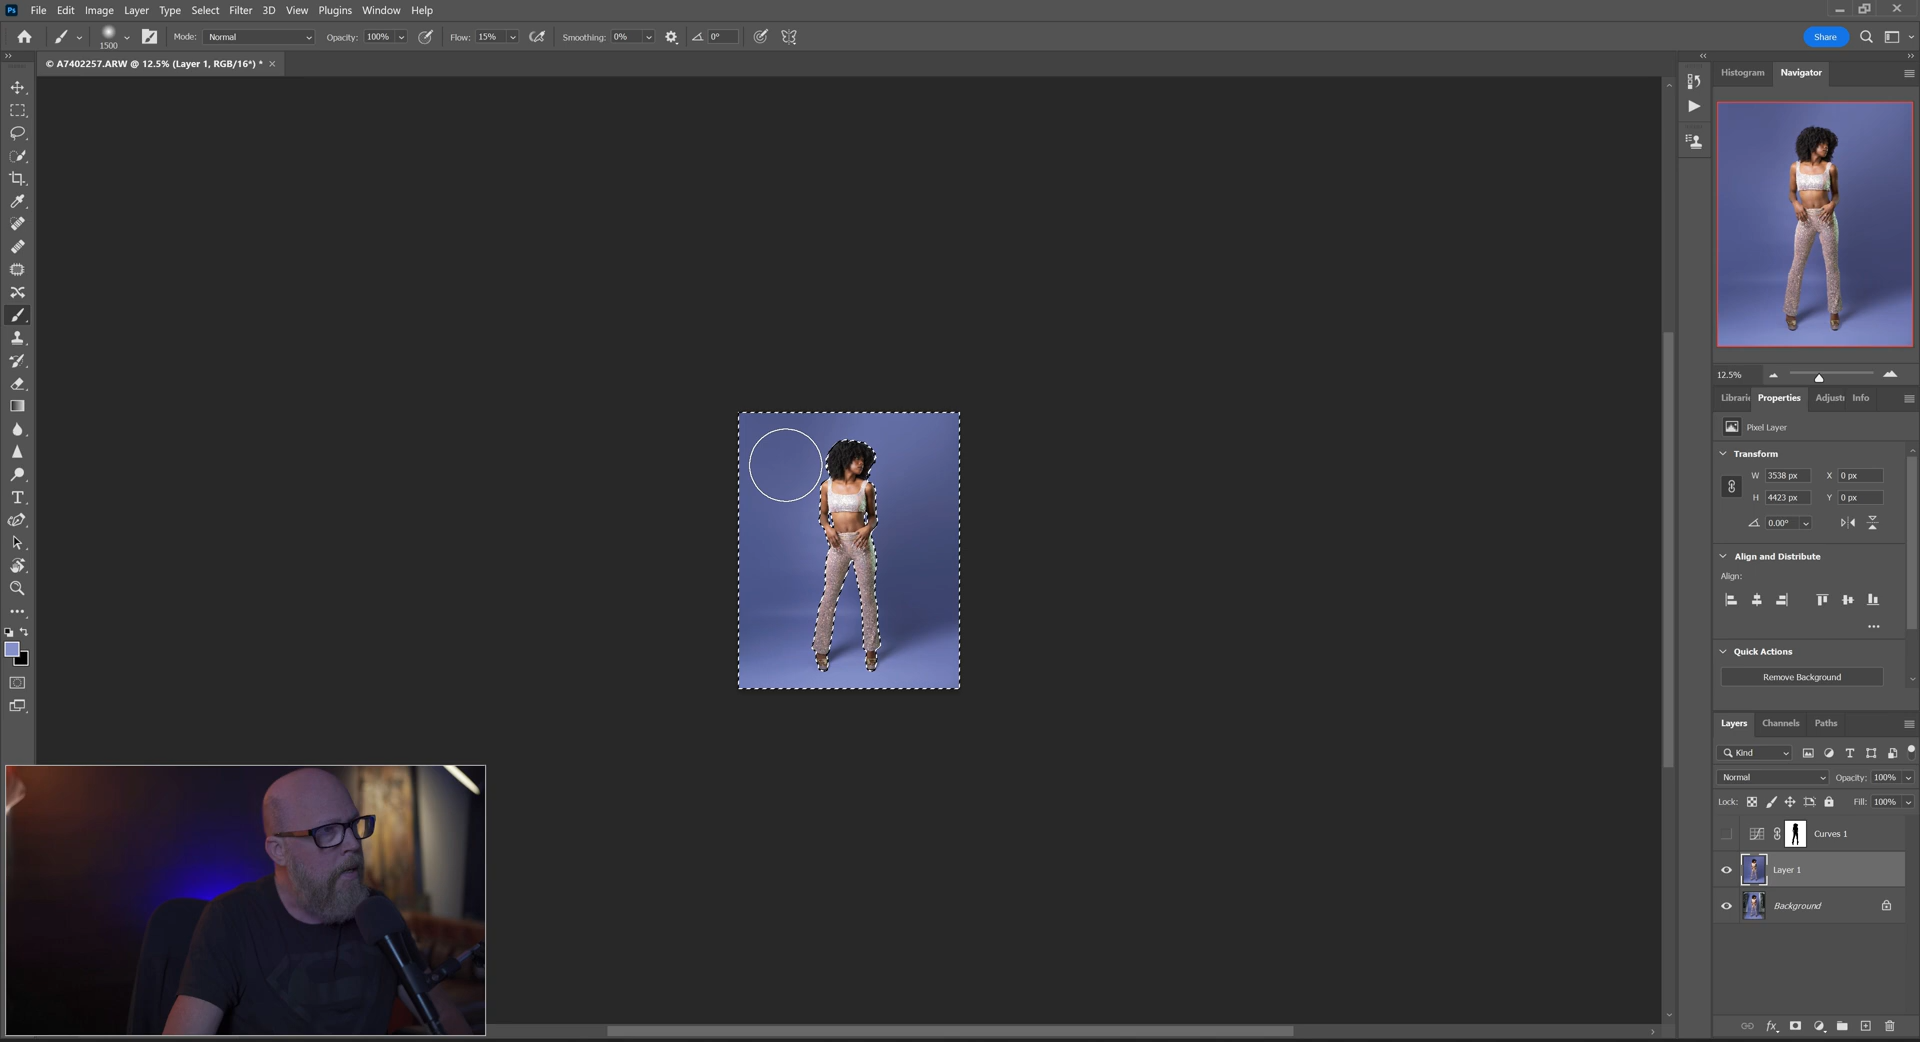 Ps File Edit Image Layer Type Select Filter 3D View Plugins Window Help
1500 Mode: Normal Opacity: 100% Flow: 15% Smoothing: 0% 0° Share
© A7402257.ARW @ 12.5% (Layer 1, RGB/16*) * ×
Histogram Navigator
12.5%
Librari Properties Adjust Info
Pixel Layer
Transform
W 3538 px X 0 px
H 4423 px Y 0 px
0.00°
Align and Distribute
Align:
Quick Actions
Remove Background
Layers Channels Paths
Kind
Normal Opacity: 100%
Lock: Fill: 100%
Curves 1
Layer 1
Background
fx